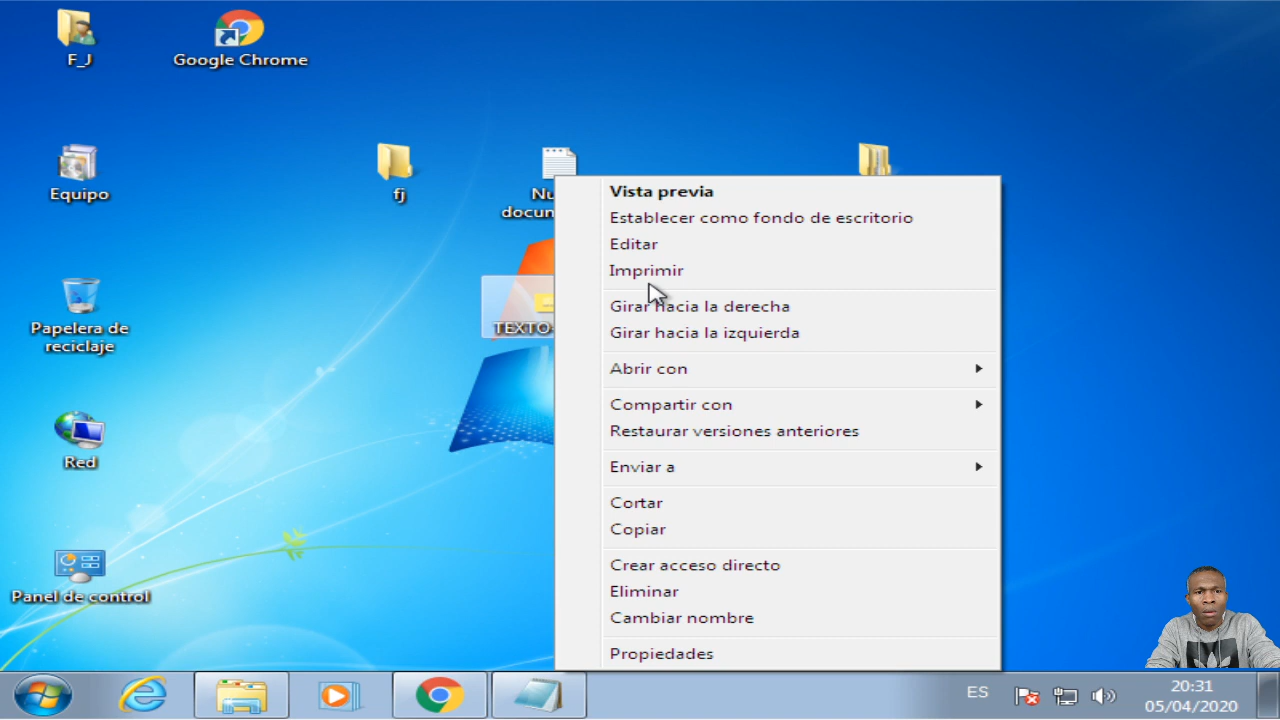 F_J
Google Chrome
Equipo
fj
Nu
docun
Papelera de
reciclaje
TEXTO
Red
Panel de control
Vista previa
Establecer como fondo de escritorio
Editar
Imprimir
Girar hacia la derecha
Girar hacia la izquierda
Abrir con
Compartir con
Restaurar versiones anteriores
Enviar a
Cortar
Copiar
Crear acceso directo
Eliminar
Cambiar nombre
Propiedades
ES
20:31
05/04/2020